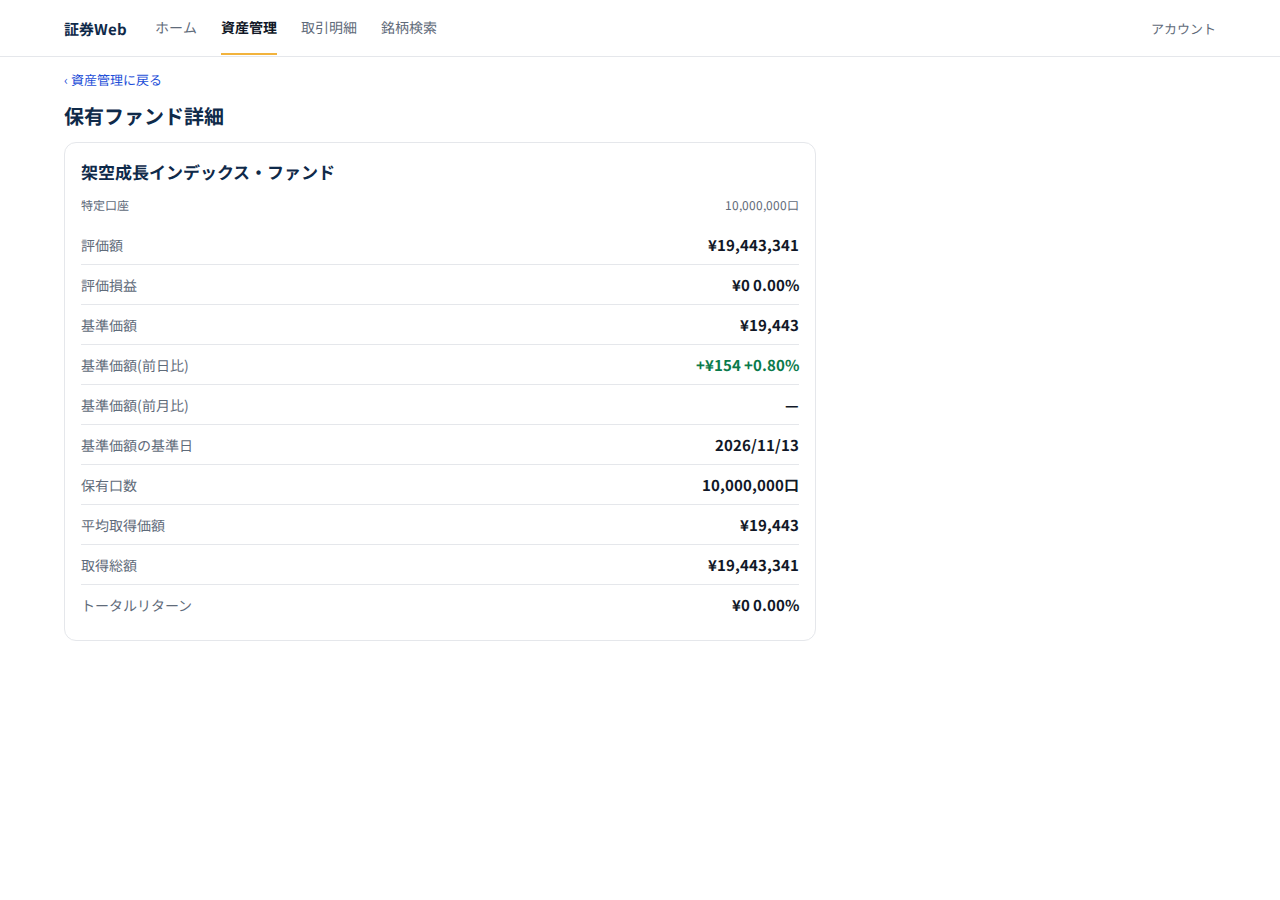 証券Web ホーム 資産管理 取引明細 銘柄検索 アカウント
‹ 資産管理に戻る
保有ファンド詳細
架空成長インデックス・ファンド
特定口座 10,000,000口
評価額 ¥19,443,341
評価損益 ¥0 0.00%
基準価額 ¥19,443
基準価額(前日比) +¥154 +0.80%
基準価額(前月比) —
基準価額の基準日 2026/11/13
保有口数 10,000,000口
平均取得価額 ¥19,443
取得総額 ¥19,443,341
トータルリターン ¥0 0.00%